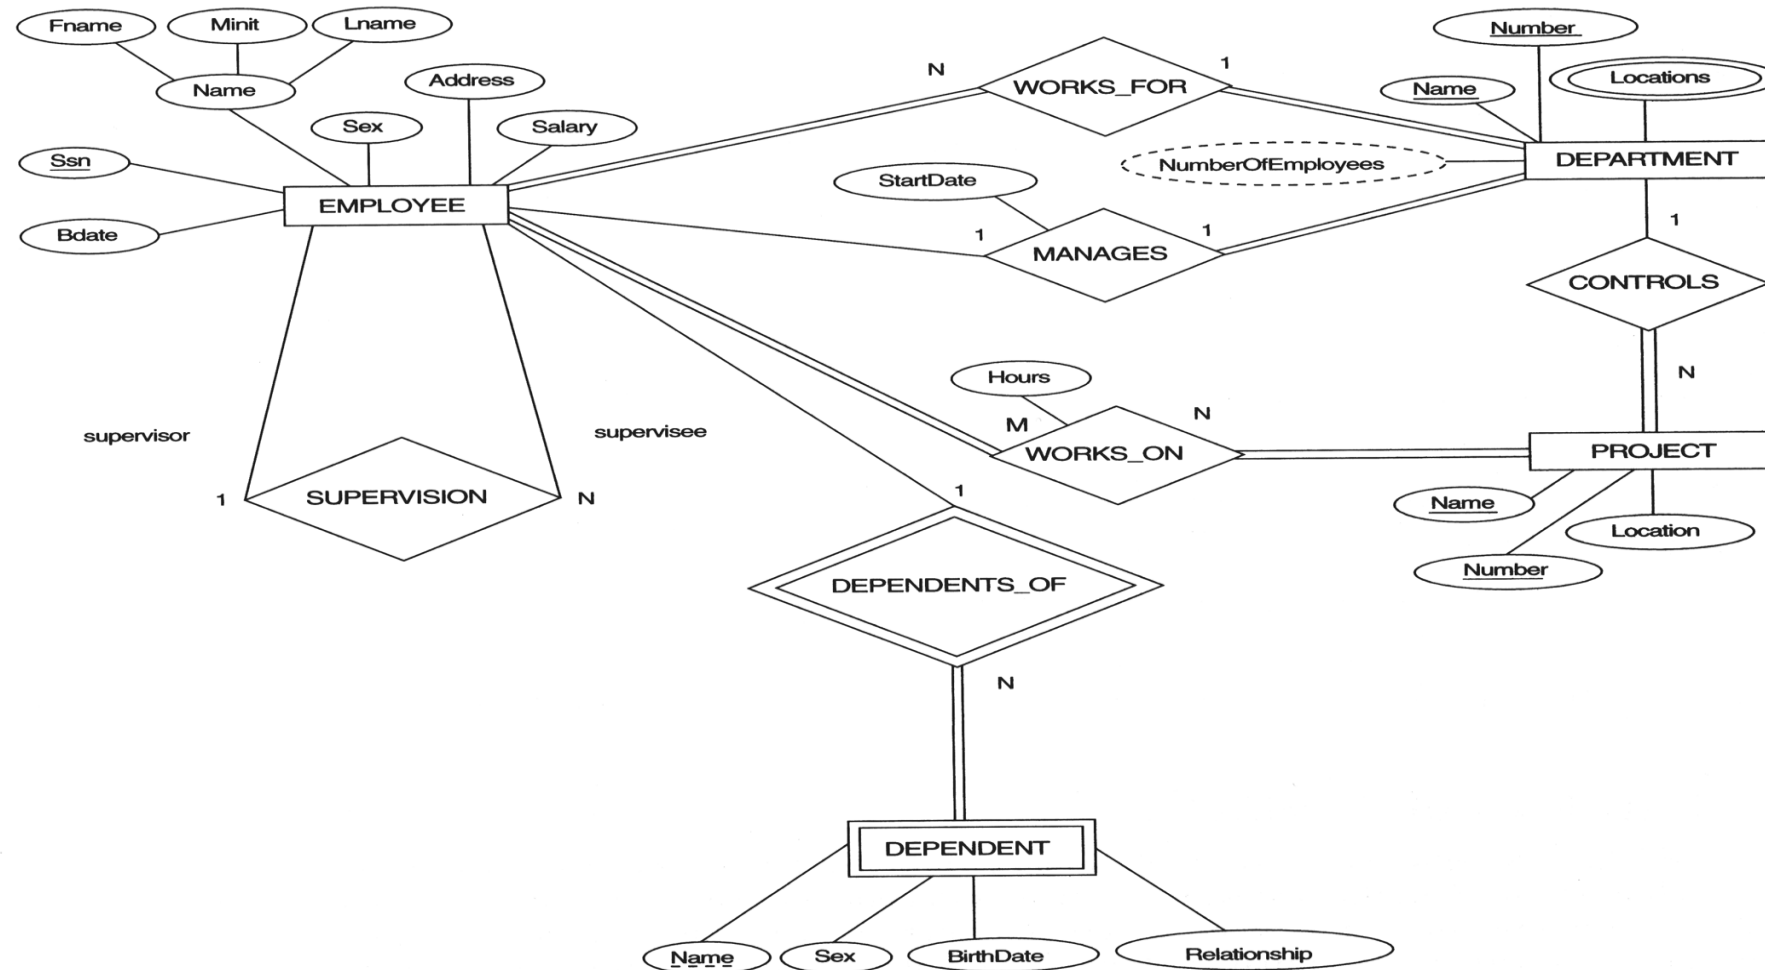 Fname
Minit
Lname
Number
Name
Address
Locations
N
WORKS_FOR
1
Name
Sex
Salary
Ssn
NumberOfEmployees
DEPARTMENT
StartDate
EMPLOYEE
Bdate
1
MANAGES
1
1
CONTROLS
Hours
N
supervisor
supervisee
M
WORKS_ON
N
PROJECT
1
SUPERVISION
N
1
Name
Location
Number
DEPENDENTS_OF
N
DEPENDENT
Name
Sex
BirthDate
Relationship